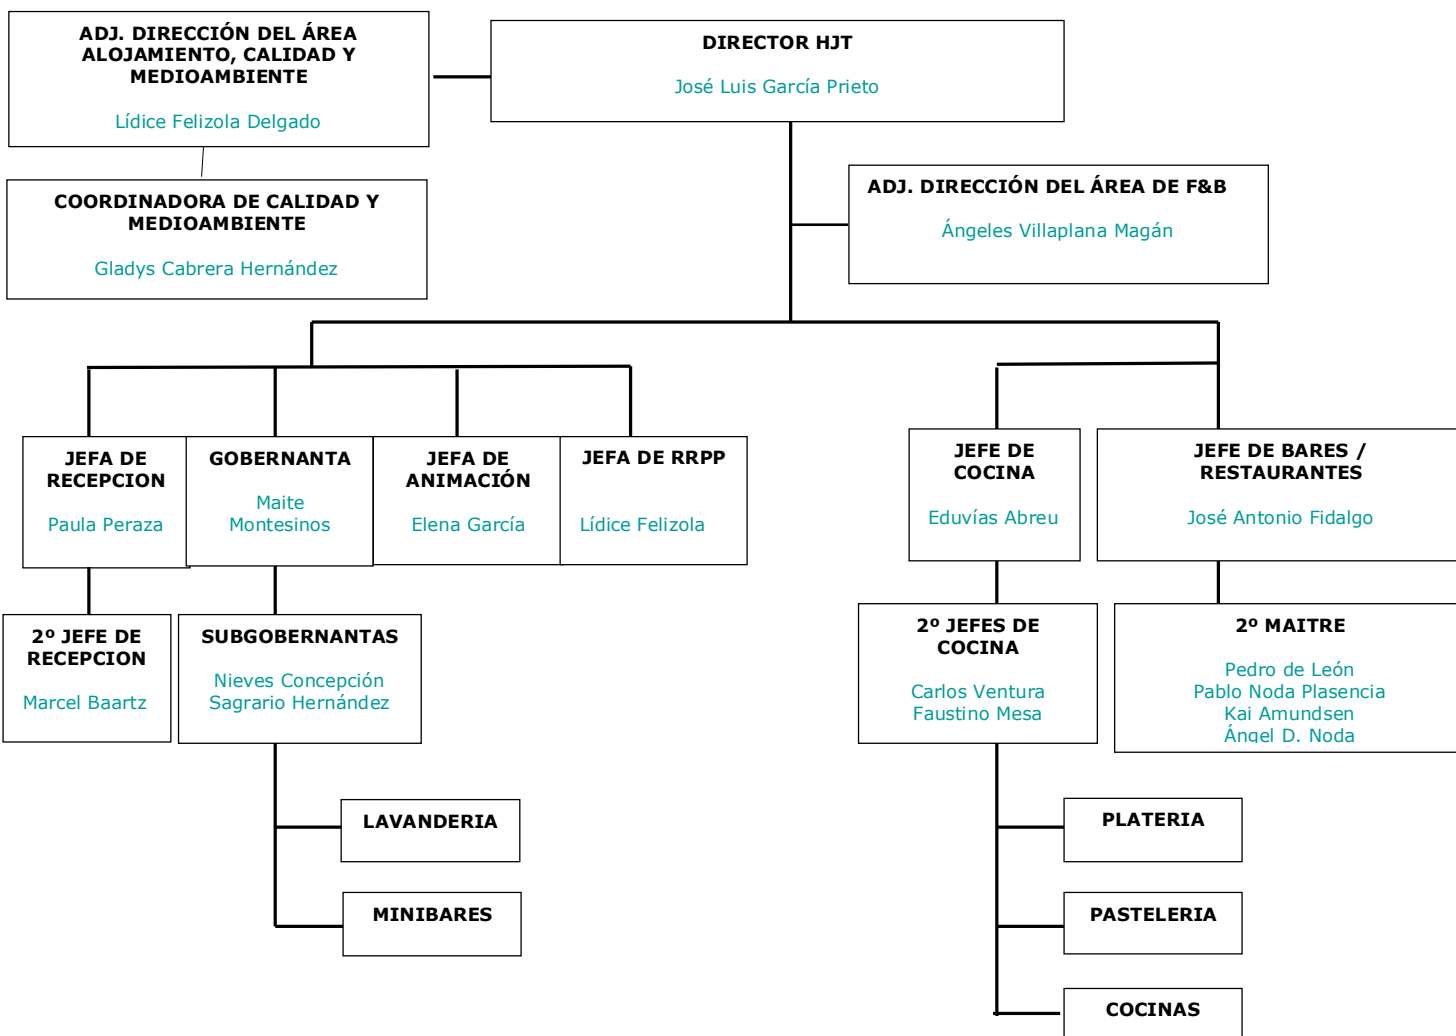 ADJ. DIRECCIÓN DEL ÁREA
ALOJAMIENTO, CALIDAD Y
MEDIOAMBIENTE
Lídice Felizola Delgado
DIRECTOR HJT
José Luis García Prieto
COORDINADORA DE CALIDAD Y
MEDIOAMBIENTE
Gladys Cabrera Hernández
ADJ. DIRECCIÓN DEL ÁREA DE F&B
Ángeles Villaplana Magán
JEFA DE
RECEPCION
Paula Peraza
GOBERNANTA
Maite
Montesinos
JEFA DE
ANIMACIÓN
Elena García
JEFA DE RRPP
Lídice Felizola
JEFE DE
COCINA
Eduvías Abreu
JEFE DE BARES /
RESTAURANTES
José Antonio Fidalgo
2º JEFE DE
RECEPCION
Marcel Baartz
SUBGOBERNANTAS
Nieves Concepción
Sagrario Hernández
2º JEFES DE
COCINA
Carlos Ventura
Faustino Mesa
2º MAITRE
Pedro de León
Pablo Noda Plasencia
Kai Amundsen
Ángel D. Noda
LAVANDERIA
MINIBARES
PLATERIA
PASTELERIA
COCINAS